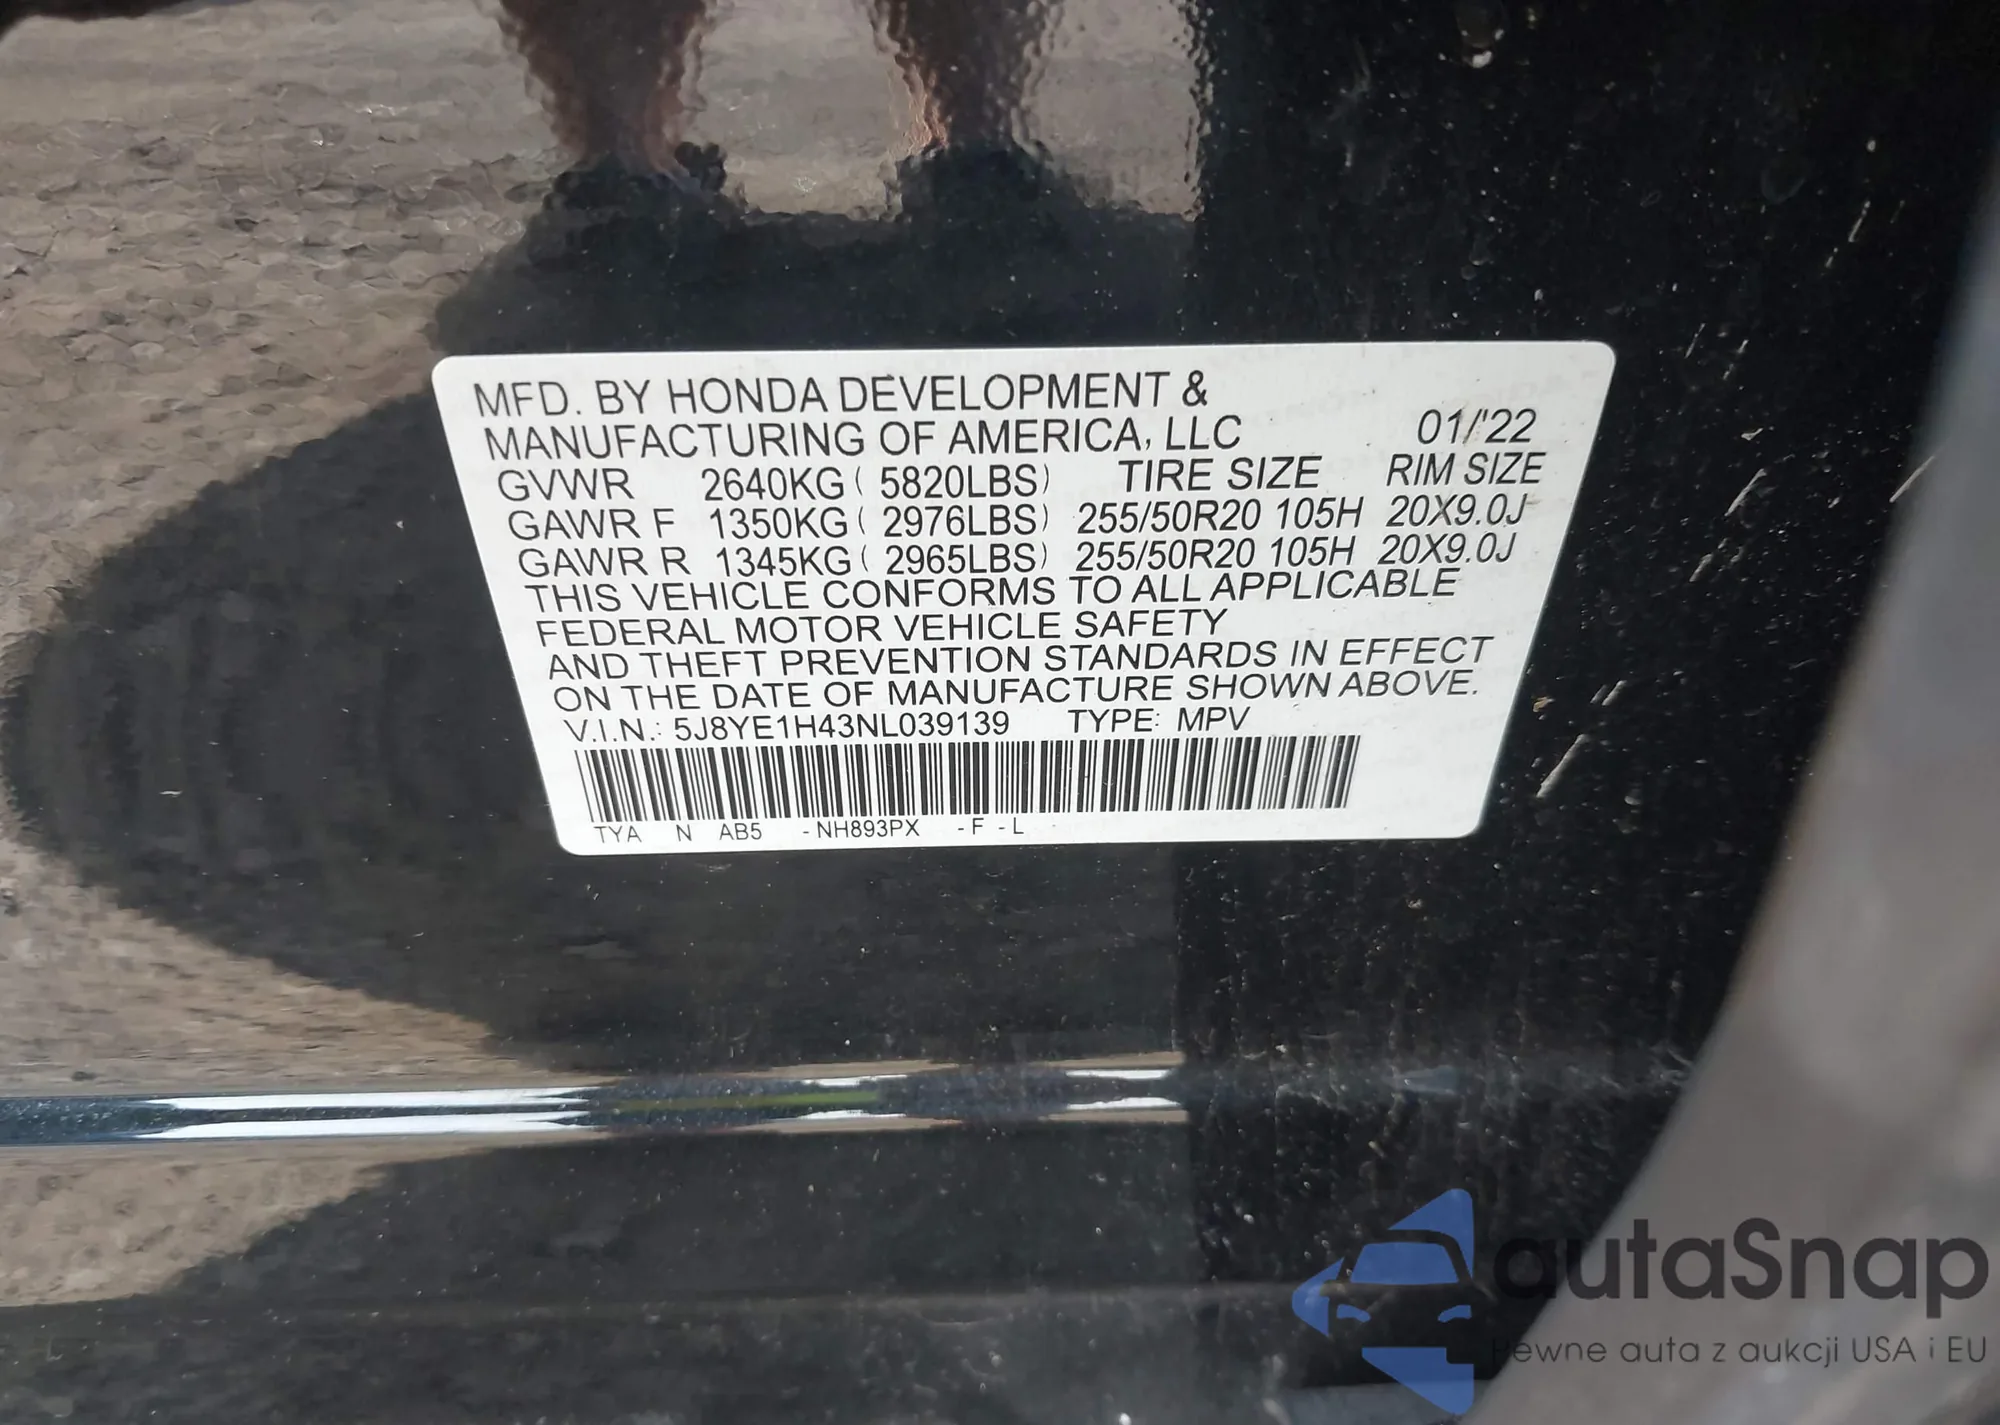 MFD. BY HONDA DEVELOPMENT &
MANUFACTURING OF AMERICA, LLC 01/'22
GVWR 2640KG ( 5820LBS) TIRE SIZE RIM SIZE
GAWR F 1350KG ( 2976LBS) 255/50R20 105H 20X9.0J
GAWR R 1345KG ( 2965LBS) 255/50R20 105H 20X9.0J
THIS VEHICLE CONFORMS TO ALL APPLICABLE
FEDERAL MOTOR VEHICLE SAFETY
AND THEFT PREVENTION STANDARDS IN EFFECT
ON THE DATE OF MANUFACTURE SHOWN ABOVE.
V.I.N.: 5J8YE1H43NL039139 TYPE: MPV
TYA N AB5 -NH893PX -F -L
autaSnap
Pewne auta z aukcji USA i EU